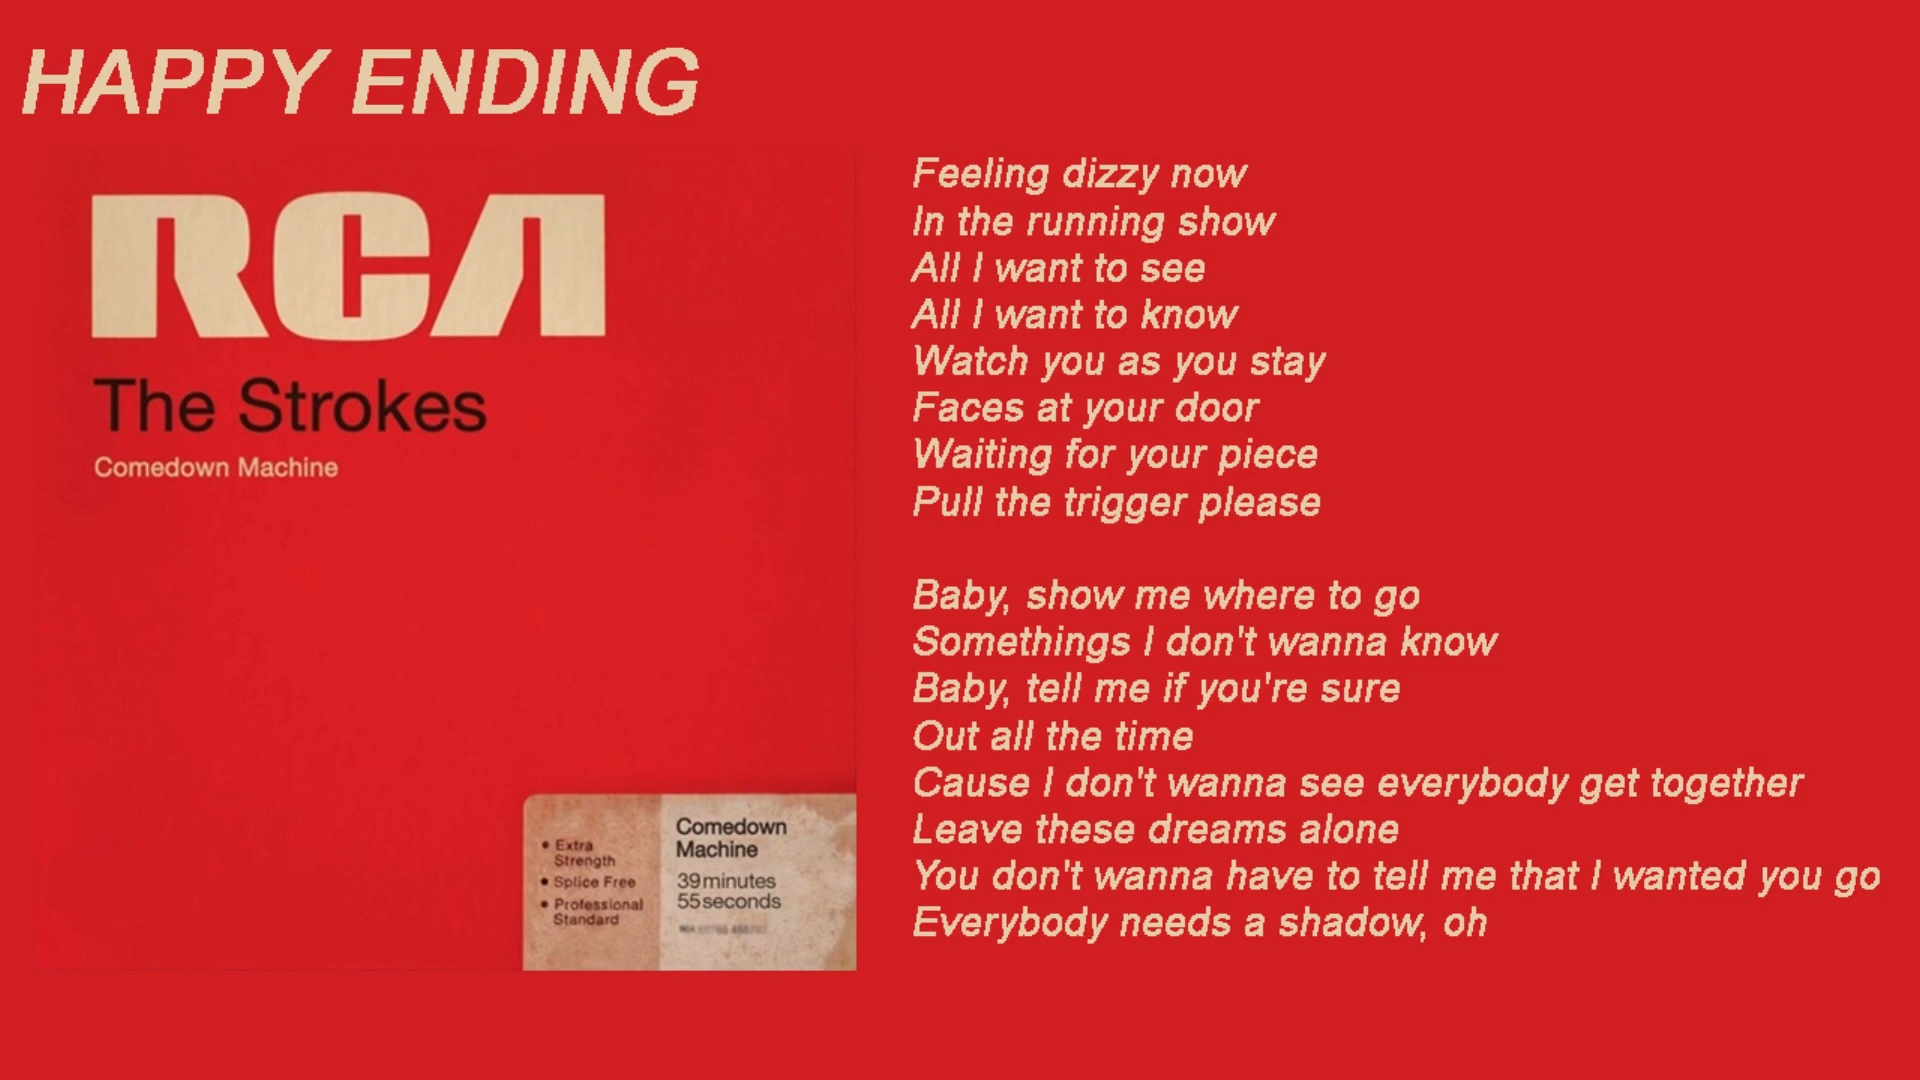 HAPPY ENDING
RCA
The Strokes
Comedown Machine
• Extra
Strength
• Splice Free
• Professional
Standard
Comedown
Machine
39 minutes
55 seconds
Feeling dizzy now
In the running show
All I want to see
All I want to know
Watch you as you stay
Faces at your door
Waiting for your piece
Pull the trigger please
Baby, show me where to go
Somethings I don't wanna know
Baby, tell me if you're sure
Out all the time
Cause I don't wanna see everybody get together
Leave these dreams alone
You don't wanna have to tell me that I wanted you go
Everybody needs a shadow, oh